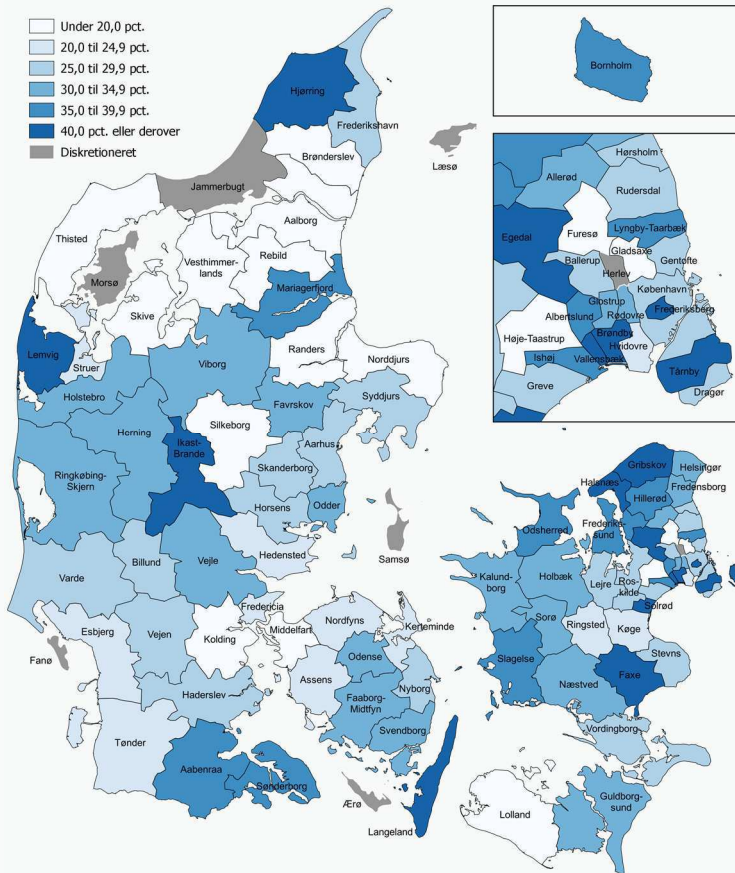 Under 20,0 pct.
20,0 til 24,9 pct.
25,0 til 29,9 pct.
30,0 til 34,9 pct.
35,0 til 39,9 pct.
40,0 pct. eller derover
Diskretioneret
Hjørring
Frederikshavn
Brønderslev
Læsø
Jammerbugt
Aalborg
Thisted
Vesthimmer-
lands
Rebild
Morsø
Mariagerfjord
Skive
Lemvig
Struer
Viborg
Randers
Norddjurs
Holstebro
Favrskov
Syddjurs
Herning
Ikast-
Brande
Silkeborg
Aarhus
Skanderborg
Ringkøbing-
Skjern
Horsens
Odder
Hedensted
Samsø
Billund
Vejle
Varde
Fredericia
Esbjerg
Vejen
Kolding
Middelfart
Nordfyns
Kerteminde
Fanø
Odense
Assens
Nyborg
Haderslev
Faaborg-
Midtfyn
Svendborg
Tønder
Aabenraa
Sønderborg
Ærø
Langeland
Bornholm
Hørsholm
Allerød
Rudersdal
Egedal
Furesø
Lyngby-Taarbæk
Gladsaxe
Ballerup
Gentofte
Herlev
København
Glostrup
Rødovre
Frederiksberg
Albertslund
Brøndby
Høje-Taastrup
Hvidovre
Ishøj
Vallensbæk
Tårnby
Greve
Dragør
Gribskov
Helsingør
Halsnæs
Hillerød
Fredensborg
Odsherred
Frederiks-
sund
Kalund-
borg
Holbæk
Lejre
Ros-
kilde
Solrød
Sorø
Ringsted
Køge
Slagelse
Stevns
Faxe
Næstved
Vordingborg
Lolland
Guldborg-
sund